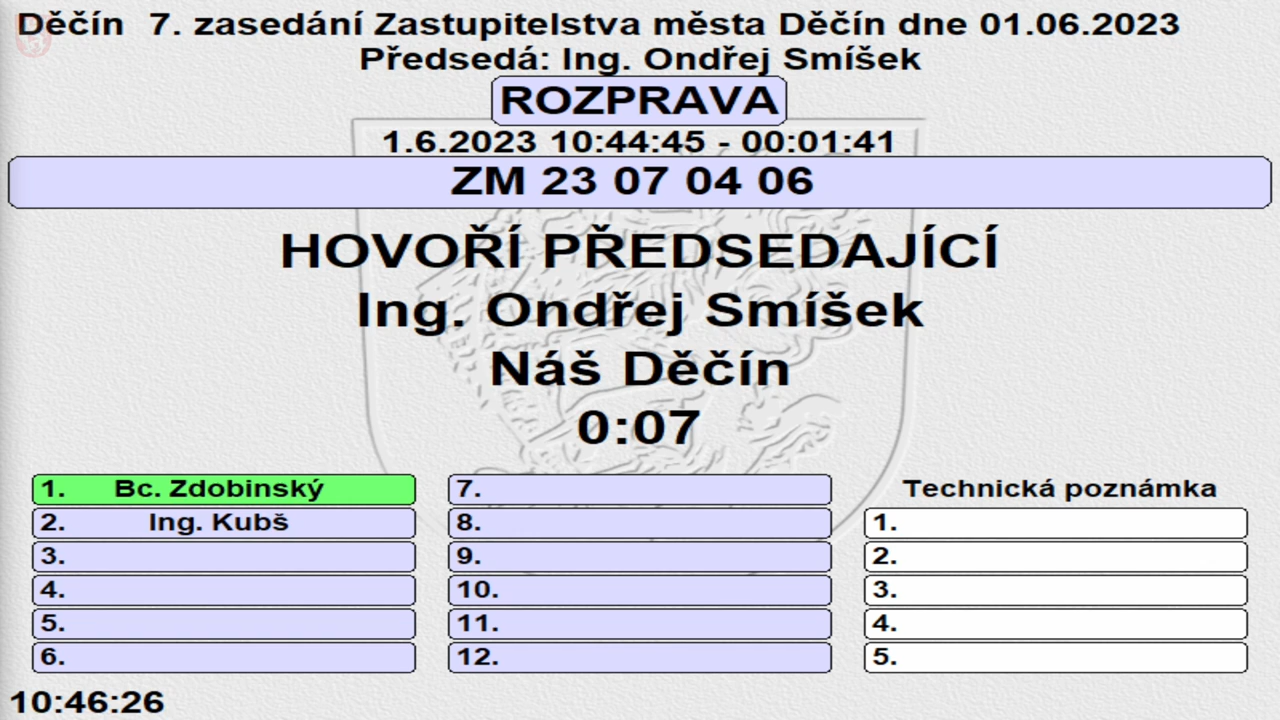 Děčín 7. zasedání Zastupitelstva města Děčín dne 01.06.2023
Předsedá: Ing. Ondřej Smíšek
ROZPRAVA
1.6.2023 10:44:45 - 00:01:41
ZM 23 07 04 06
HOVOŘÍ PŘEDSEDAJÍCÍ
Ing. Ondřej Smíšek
Náš Děčín
0:07
1. Bc. Zdobinský
2. Ing. Kubš
3.
4.
5.
6.
7.
8.
9.
10.
11.
12.
Technická poznámka
1.
2.
3.
4.
5.
10:46:26